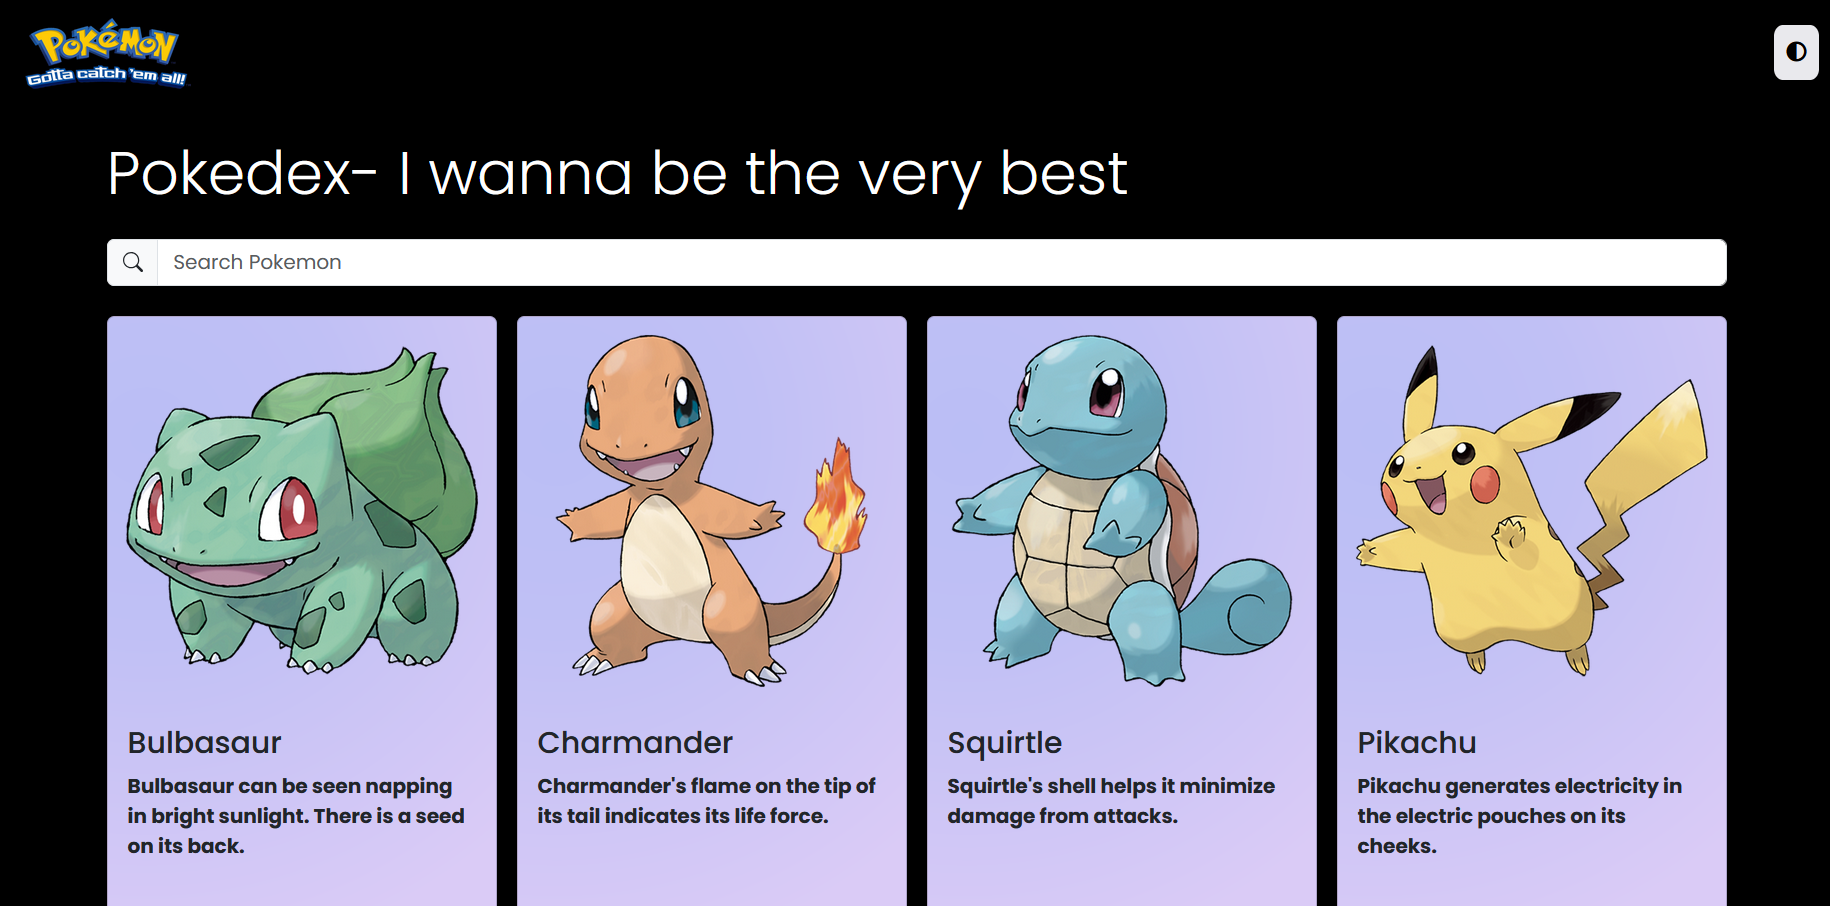 POKéMON
Gotta catch 'em all!
Pokedex- I wanna be the very best
Search Pokemon
Bulbasaur
Bulbasaur can be seen napping
in bright sunlight. There is a seed
on its back.
Charmander
Charmander's flame on the tip of
its tail indicates its life force.
Squirtle
Squirtle's shell helps it minimize
damage from attacks.
Pikachu
Pikachu generates electricity in
the electric pouches on its
cheeks.